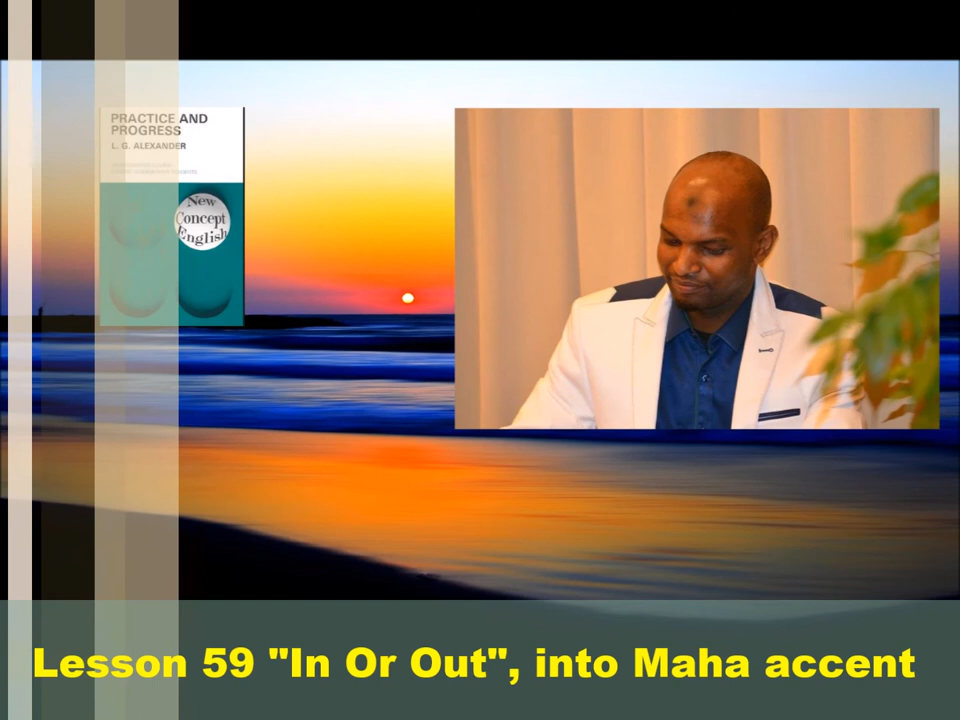 PRACTICE AND
PROGRESS
L. G. ALEXANDER
New
Concept
English
Lesson 59 "In Or Out", into Maha accent